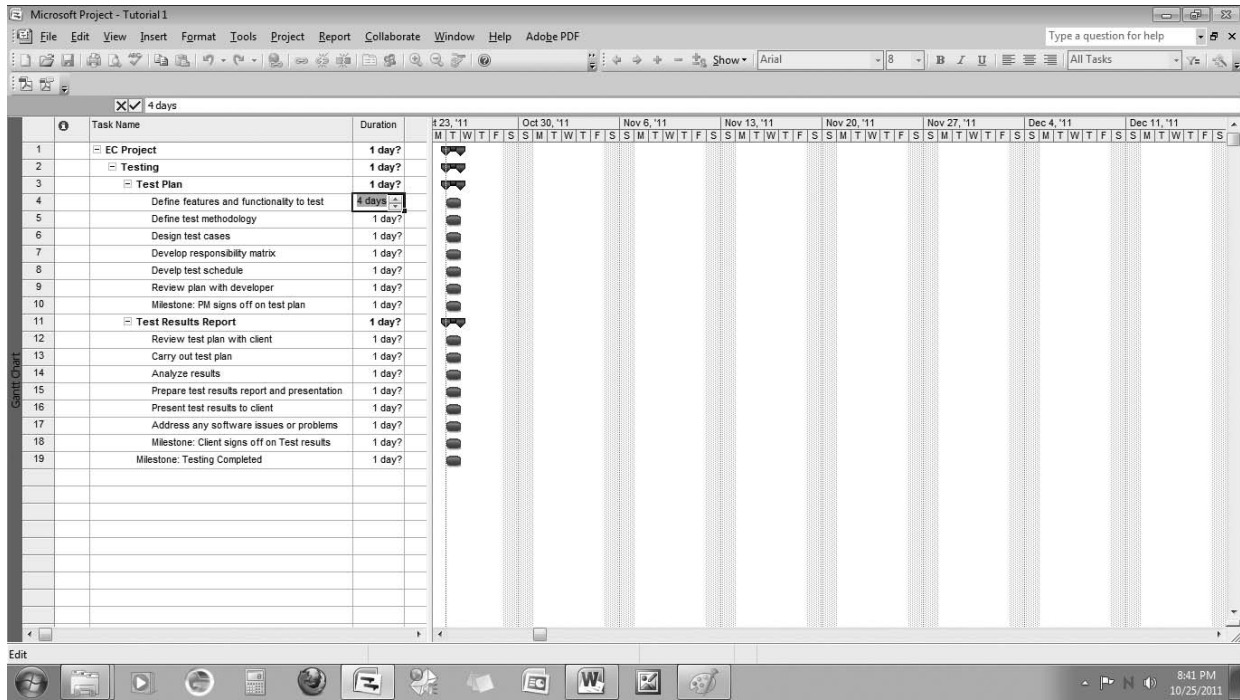 Microsoft Project - Tutorial1
File Edit View Insert Format Tools Project Report Collaborate Window Help Adobe PDF Type a question for help
Show Arial 8 B I U All Tasks
4 days
Task Name Duration t 23, '11 Oct 30, '11 Nov 6, '11 Nov 13, '11 Nov 20, '11 Nov 27, '11 Dec 4, '11 Dec 11, '11
M T W T F S S M T W T F S S M T W T F S S M T W T F S S M T W T F S S M T W T F S S M T W T F S S M T W T F S
1 EC Project 1 day?
2 Testing 1 day?
3 Test Plan 1 day?
4 Define features and functionality to test 4 days
5 Define test methodology 1 day?
6 Design test cases 1 day?
7 Develop responsibility matrix 1 day?
8 Develp test schedule 1 day?
9 Review plan with developer 1 day?
10 Milestone: PM signs off on test plan 1 day?
11 Test Results Report 1 day?
12 Review test plan with client 1 day?
13 Carry out test plan 1 day?
14 Analyze results 1 day?
15 Prepare test results report and presentation 1 day?
16 Present test results to client 1 day?
17 Address any software issues or problems 1 day?
18 Milestone: Client signs off on Test results 1 day?
19 Milestone: Testing Completed 1 day?
Gantt Chart
Edit
EC W N 8:41 PM
10/25/2011